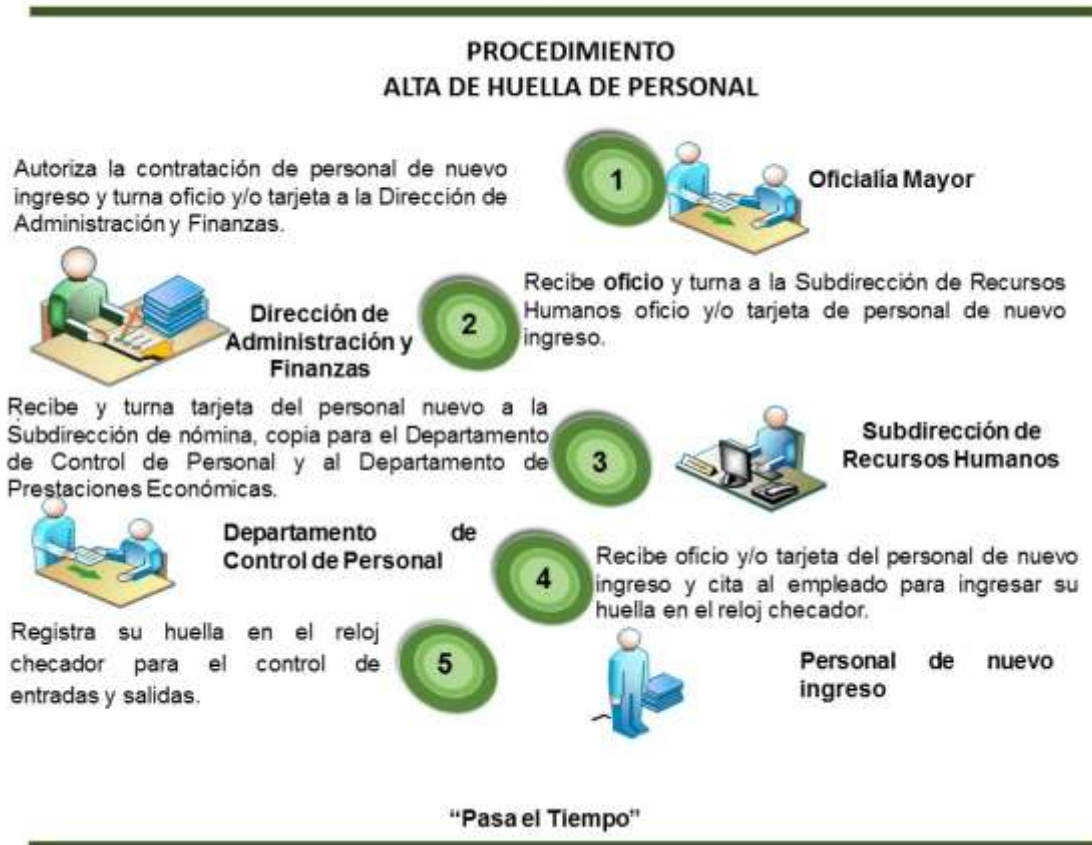 PROCEDIMIENTO
ALTA DE HUELLA DE PERSONAL
Autoriza la contratación de personal de nuevo
ingreso y turna oficio y/o tarjeta a la Dirección de
Administración y Finanzas.
1
Oficialia Mayor
Dirección de
Administración y
Finanzas
2
Recibe oficio y turna a la Subdirección de Recursos
Humanos oficio y/o tarjeta de personal de nuevo
ingreso.
Recibe y turna tarjeta del personal nuevo a la
Subdirección de nómina, copia para el Departamento
de Control de Personal y al Departamento de
Prestaciones Económicas.
3
Subdirección de
Recursos Humanos
Departamento de
Control de Personal
4
Recibe oficio y/o tarjeta del personal de nuevo
ingreso y cita al empleado para ingresar su
huella en el reloj checador.
Registra su huella en el reloj
checador para el control de
entradas y salidas.
5
Personal de nuevo
ingreso
“Pasa el Tiempo”